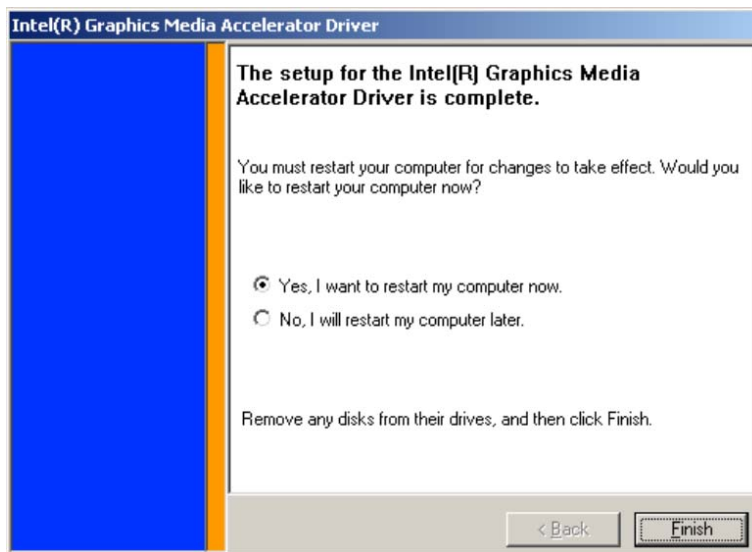 Intel(R) Graphics Media Accelerator Driver
The setup for the Intel(R) Graphics Media
Accelerator Driver is complete.
You must restart your computer for changes to take effect. Would you
like to restart your computer now?
Yes, I want to restart my computer now.
No, I will restart my computer later.
Remove any disks from their drives, and then click Finish.
< Back
Finish